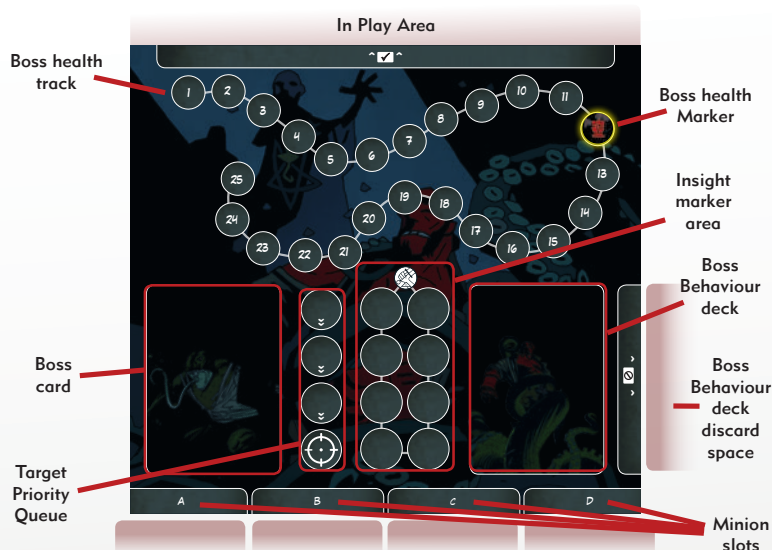 In Play Area
Boss health
track
1 2 3 4 5 6 7 8 9 10 11
13 14 15 16 17 18 19 20 21 22 23 24 25
Boss health
Marker
Insight
marker
area
Boss
Behaviour
deck
Boss
card
Boss
Behaviour
deck
discard
space
Target
Priority
Queue
A B C D
Minion
slots